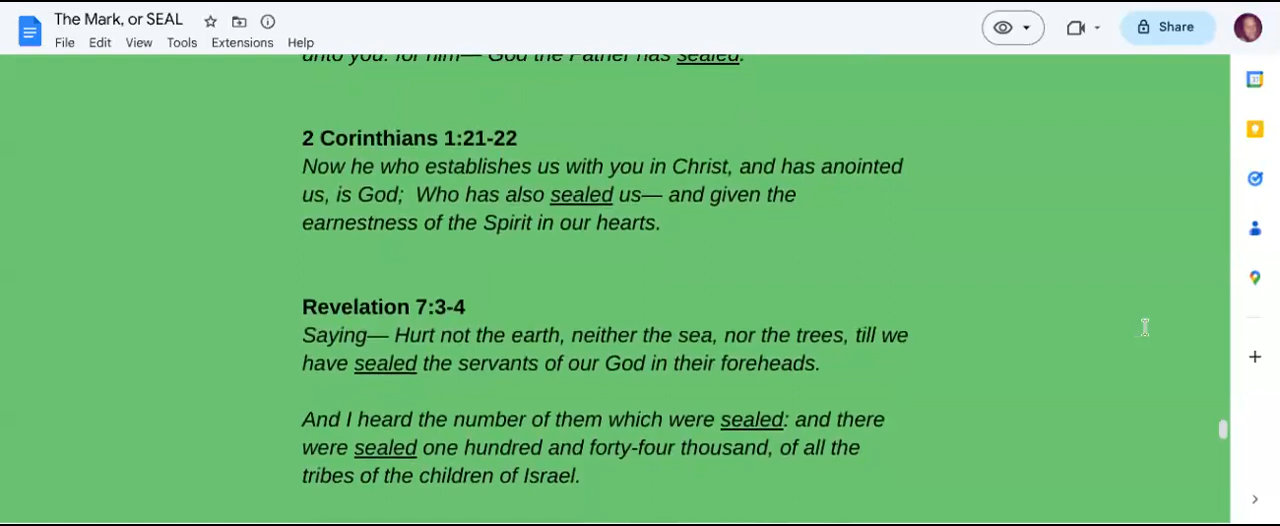 The Mark, or SEAL
File Edit View Tools Extensions Help
Share
unto you: for him— God the Father has sealed.
2 Corinthians 1:21-22
Now he who establishes us with you in Christ, and has anointed
us, is God;  Who has also sealed us— and given the
earnestness of the Spirit in our hearts.
Revelation 7:3-4
Saying— Hurt not the earth, neither the sea, nor the trees, till we
have sealed the servants of our God in their foreheads.
And I heard the number of them which were sealed: and there
were sealed one hundred and forty-four thousand, of all the
tribes of the children of Israel.